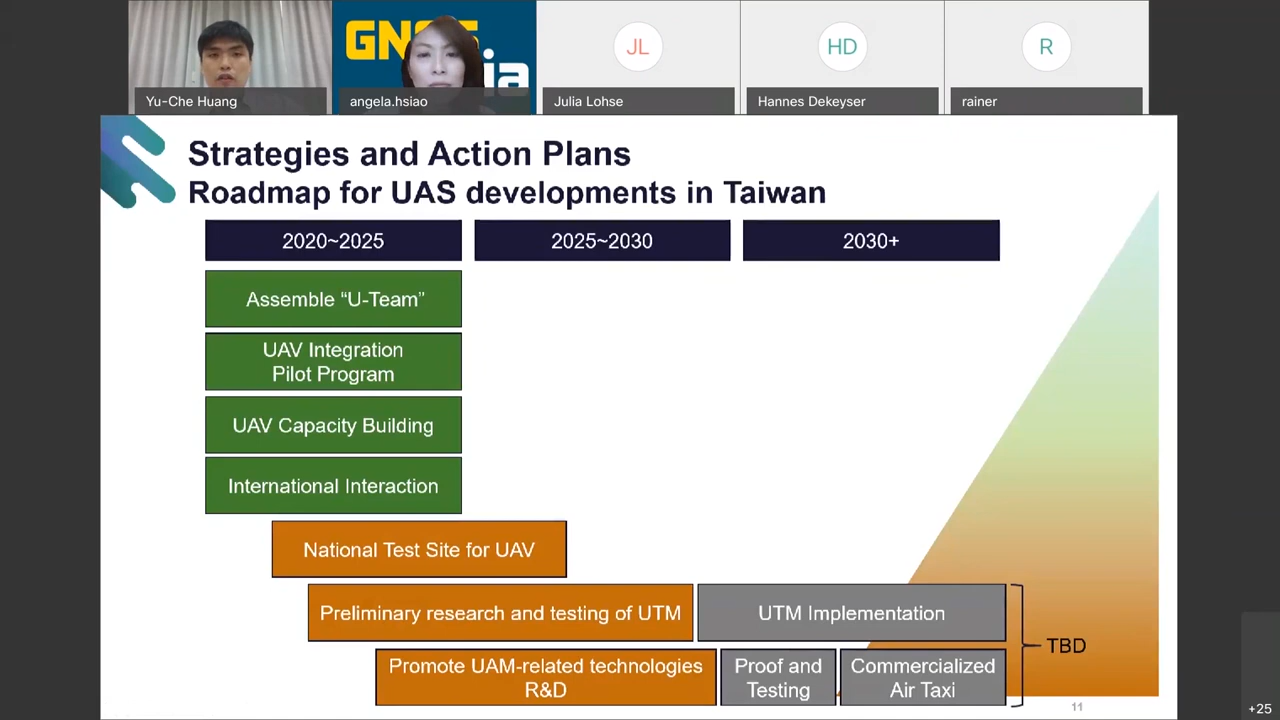 GNSS
ia
JL
HD
R
Yu-Che Huang
angela.hsiao
Julia Lohse
Hannes Dekeyser
rainer
Strategies and Action Plans
Roadmap for UAS developments in Taiwan
2020~2025
2025~2030
2030+
Assemble “U-Team”
UAV Integration
Pilot Program
UAV Capacity Building
International Interaction
National Test Site for UAV
Preliminary research and testing of UTM
UTM Implementation
TBD
Promote UAM-related technologies
R&D
Proof and
Testing
Commercialized
Air Taxi
11
+25